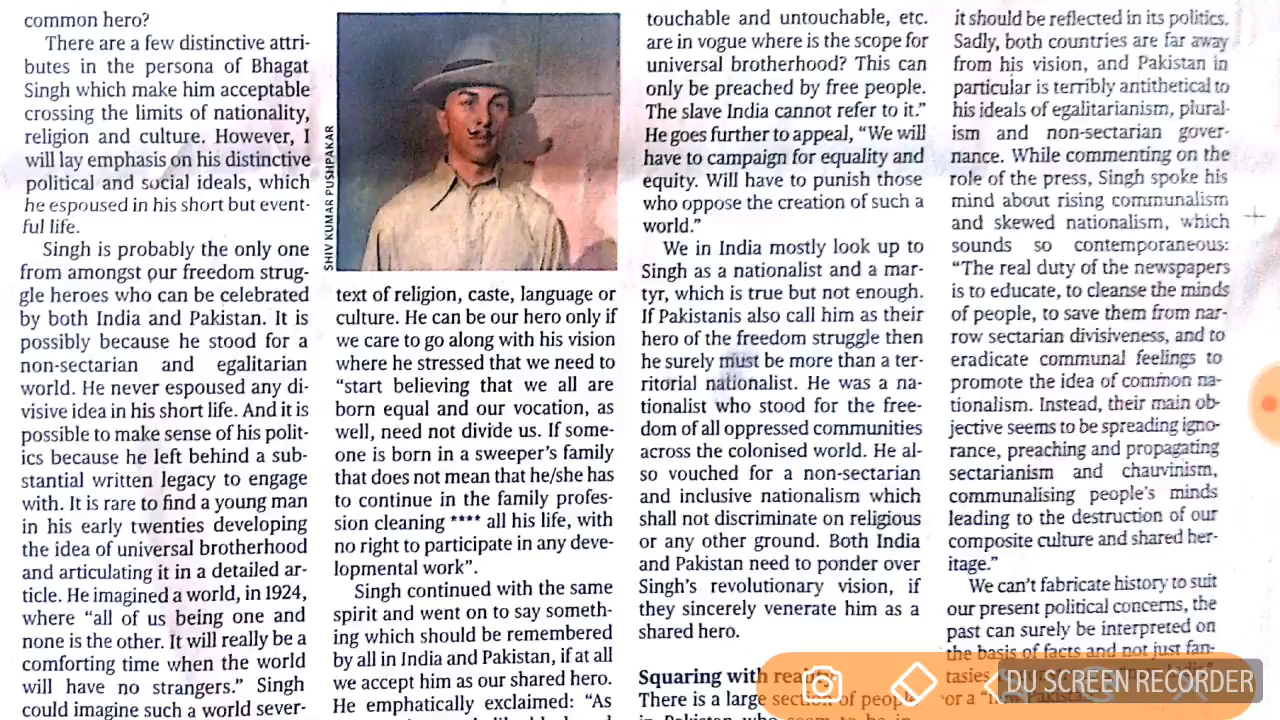 common hero?
There are a few distinctive attri-
butes in the persona of Bhagat
Singh which make him acceptable
crossing the limits of nationality,
religion and culture. However, I
will lay emphasis on his distinctive
political and social ideals, which
he espoused in his short but event-
ful life.
Singh is probably the only one
from amongst our freedom strug-
gle heroes who can be celebrated
by both India and Pakistan. It is
possibly because he stood for a
non-sectarian and egalitarian
world. He never espoused any di-
visive idea in his short life. And it is
possible to make sense of his polit-
ics because he left behind a sub-
stantial written legacy to engage
with. It is rare to find a young man
in his early twenties developing
the idea of universal brotherhood
and articulating it in a detailed ar-
ticle. He imagined a world, in 1924,
where “all of us being one and
none is the other. It will really be a
comforting time when the world
will have no strangers.” Singh
could imagine such a world sever-
SHIV KUMAR PUSHPAKAR
text of religion, caste, language or
culture. He can be our hero only if
we care to go along with his vision
where he stressed that we need to
“start believing that we all are
born equal and our vocation, as
well, need not divide us. If some-
one is born in a sweeper’s family
that does not mean that he/she has
to continue in the family profes-
sion cleaning **** all his life, with
no right to participate in any deve-
lopmental work”.
Singh continued with the same
spirit and went on to say someth-
ing which should be remembered
by all in India and Pakistan, if at all
we accept him as our shared hero.
He emphatically exclaimed: “As
touchable and untouchable, etc.
are in vogue where is the scope for
universal brotherhood? This can
only be preached by free people.
The slave India cannot refer to it.”
He goes further to appeal, “We will
have to campaign for equality and
equity. Will have to punish those
who oppose the creation of such a
world.”
We in India mostly look up to
Singh as a nationalist and a mar-
tyr, which is true but not enough.
If Pakistanis also call him as their
hero of the freedom struggle then
he surely must be more than a ter-
ritorial nationalist. He was a na-
tionalist who stood for the free-
dom of all oppressed communities
across the colonised world. He al-
so vouched for a non-sectarian
and inclusive nationalism which
shall not discriminate on religious
or any other ground. Both India
and Pakistan need to ponder over
Singh’s revolutionary vision, if
they sincerely venerate him as a
shared hero.
Squaring with reality
There is a large section of people
it should be reflected in its politics.
Sadly, both countries are far away
from his vision, and Pakistan in
particular is terribly antithetical to
his ideals of egalitarianism, plural-
ism and non-sectarian gover-
nance. While commenting on the
role of the press, Singh spoke his
mind about rising communalism
and skewed nationalism, which
sounds so contemporaneous:
“The real duty of the newspapers
is to educate, to cleanse the minds
of people, to save them from nar-
row sectarian divisiveness, and to
eradicate communal feelings to
promote the idea of common na-
tionalism. Instead, their main ob-
jective seems to be spreading igno-
rance, preaching and propagating
sectarianism and chauvinism,
communalising people’s minds
leading to the destruction of our
composite culture and shared her-
itage.”
We can’t fabricate history to suit
our present political concerns, the
past can surely be interpreted on
the basis of facts and not just fan-
tasies
or a
DU SCREEN RECORDER